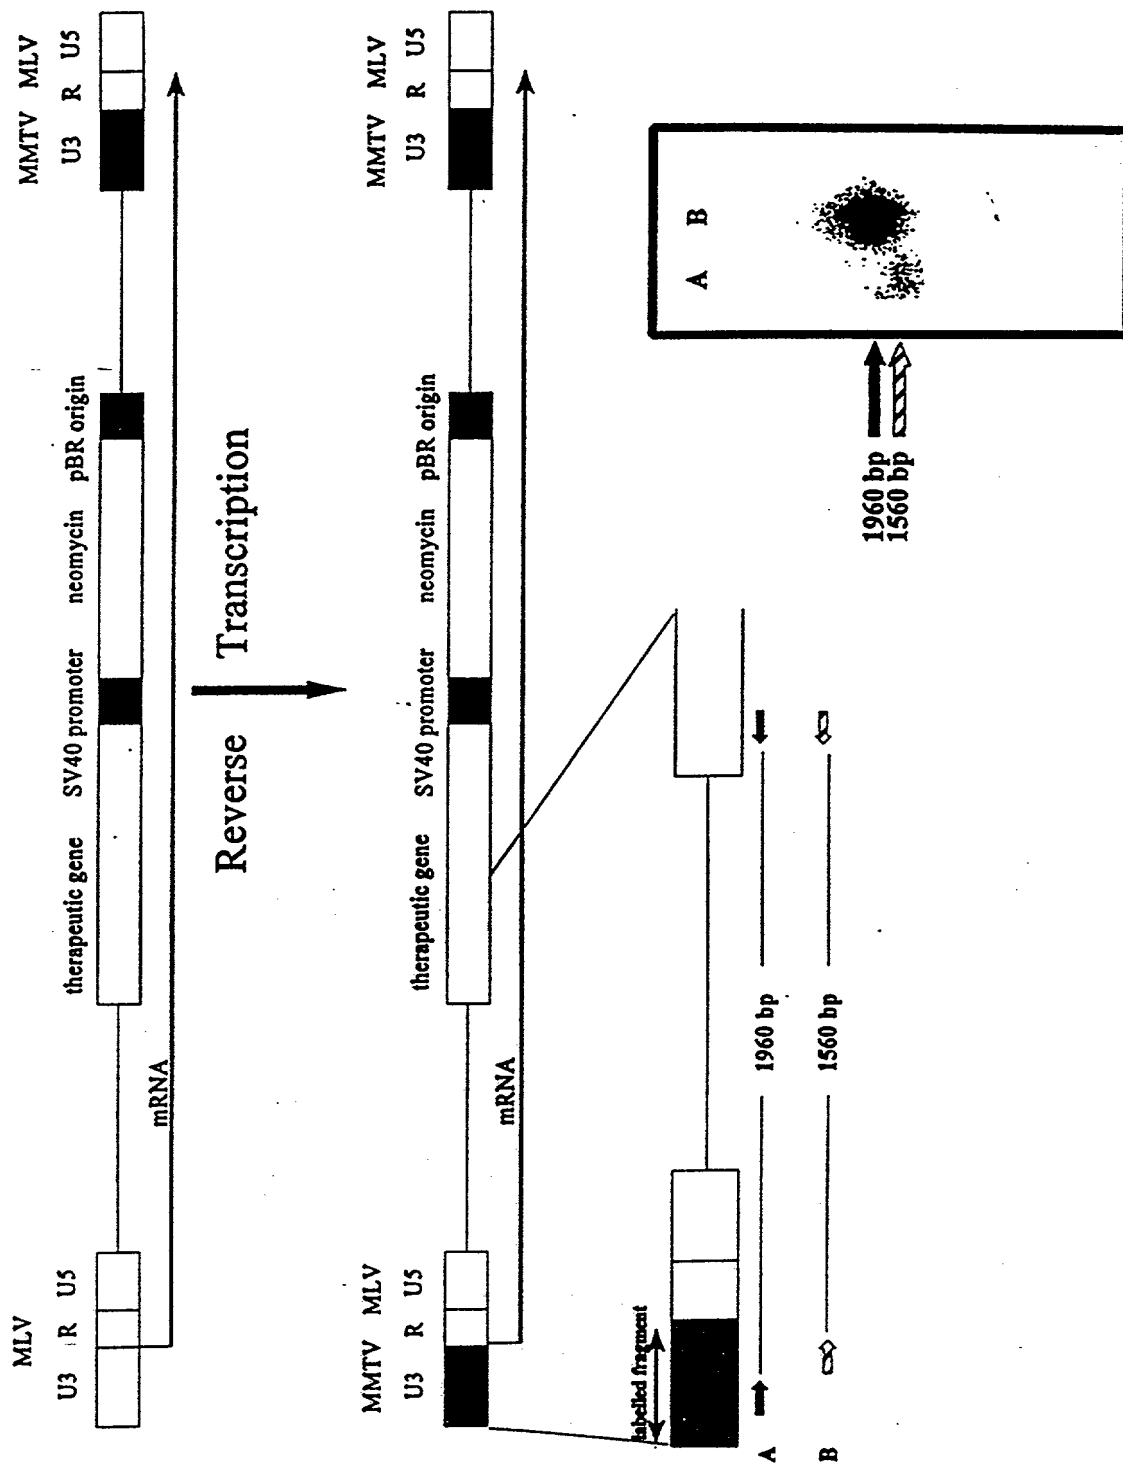 MLV
MMTV MLV
U3 R U5
therapeutic gene SV40 promoter neomycin pBR origin
U3 R U5
mRNA
Reverse Transcription
MMTV MLV
MMTV MLV
U3 R U5
therapeutic gene SV40 promoter neomycin pBR origin
U3 R U5
mRNA
labelled fragment
A
1960 bp
B
1560 bp
1960 bp
1560 bp
A B